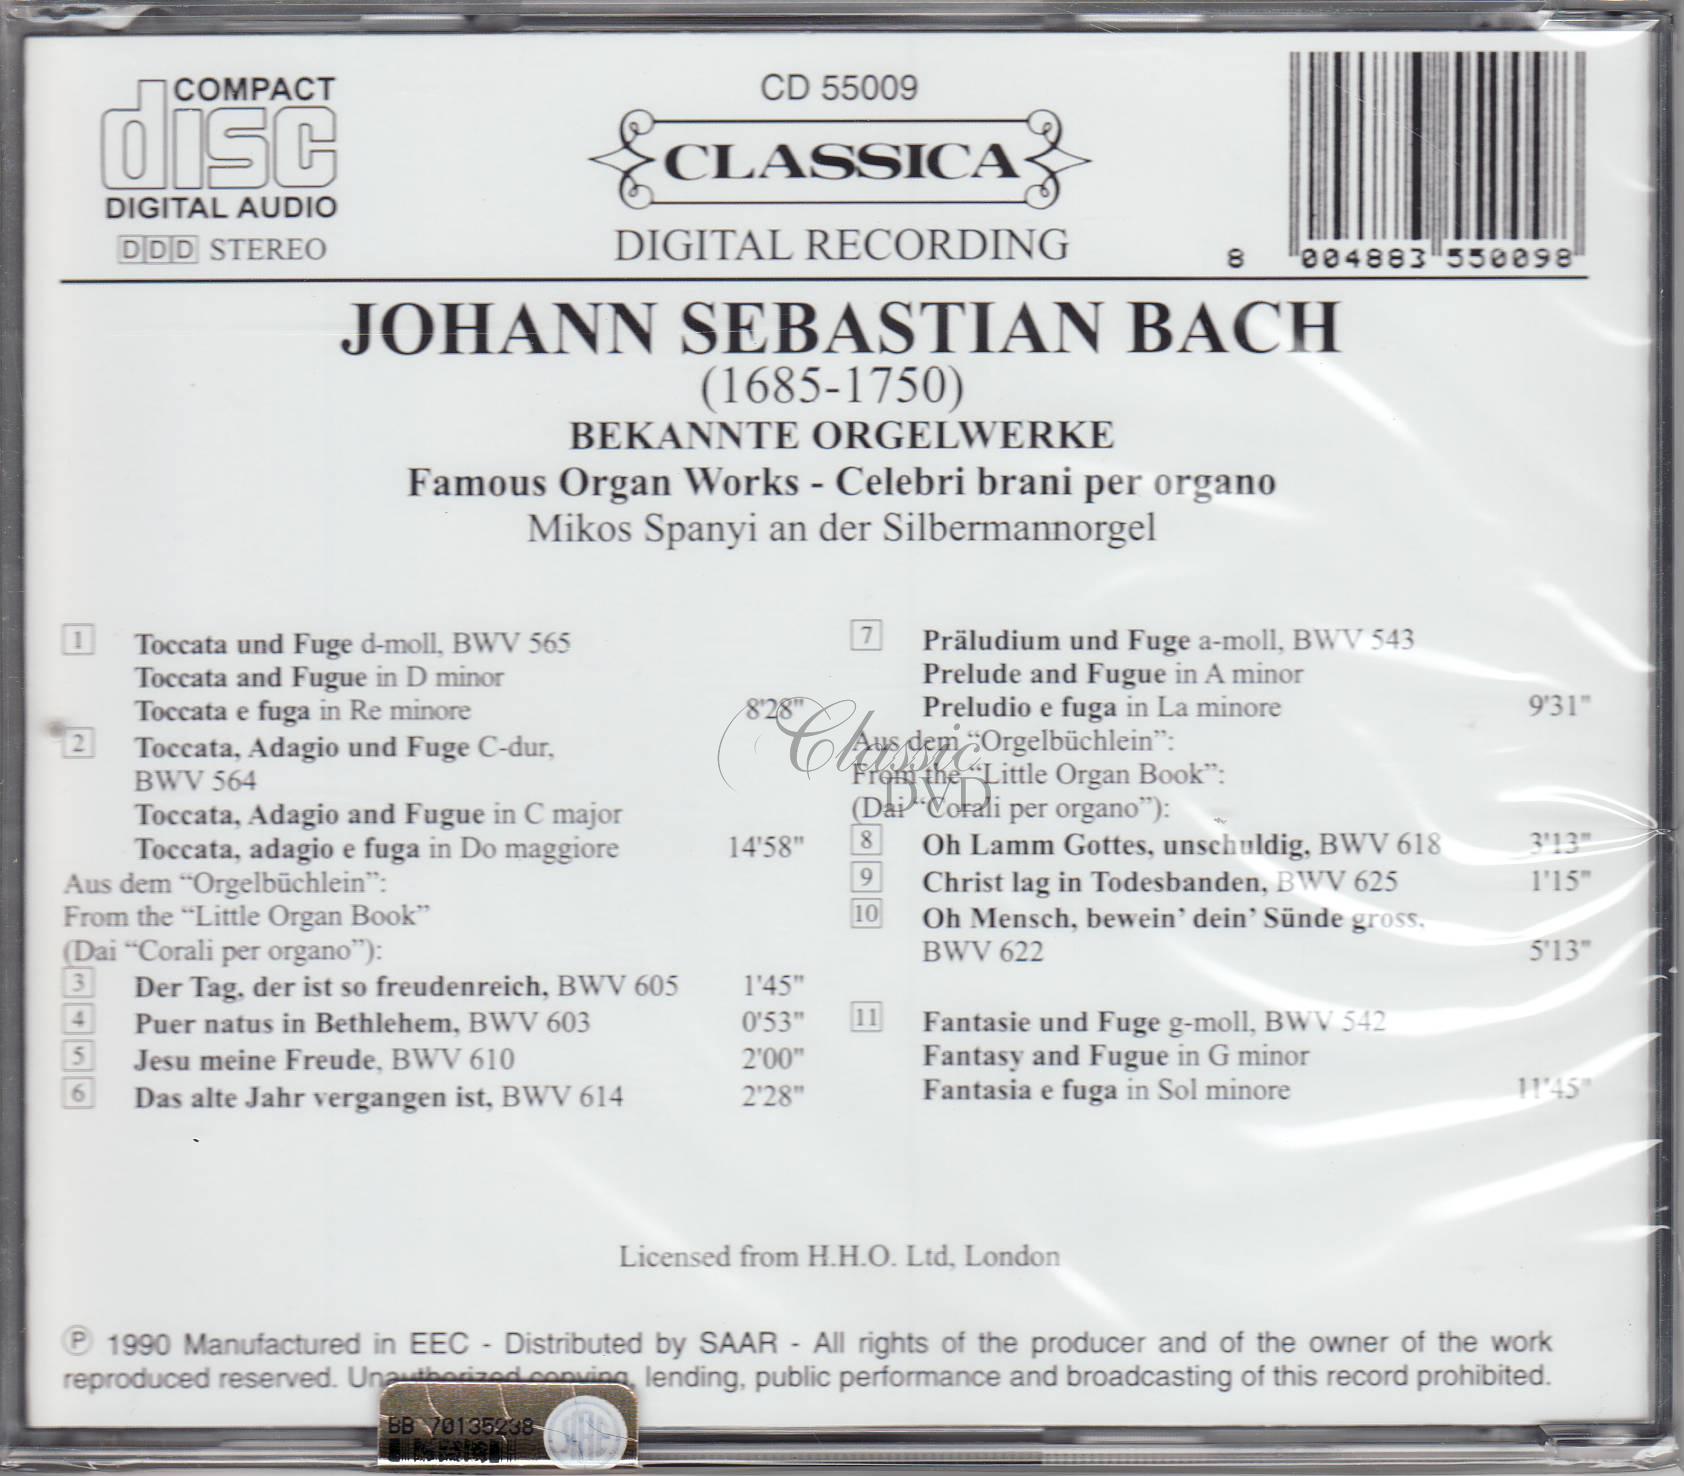 COMPACT
disc
DIGITAL AUDIO
DDD STEREO
CD 55009
CLASSICA
DIGITAL RECORDING
8 004883 550098
JOHANN SEBASTIAN BACH
(1685-1750)
BEKANNTE ORGELWERKE
Famous Organ Works - Celebri brani per organo
Mikos Spanyi an der Silbermannorgel
1 Toccata und Fuge d-moll, BWV 565
Toccata and Fugue in D minor
Toccata e fuga in Re minore 8'28"
2 Toccata, Adagio und Fuge C-dur,
BWV 564
Toccata, Adagio and Fugue in C major
Toccata, adagio e fuga in Do maggiore 14'58"
Aus dem “Orgelbüchlein”:
From the “Little Organ Book”
(Dai “Corali per organo”):
3 Der Tag, der ist so freudenreich, BWV 605 1'45"
4 Puer natus in Bethlehem, BWV 603 0'53"
5 Jesu meine Freude, BWV 610 2'00"
6 Das alte Jahr vergangen ist, BWV 614 2'28"
7 Präludium und Fuge a-moll, BWV 543
Prelude and Fugue in A minor
Preludio e fuga in La minore 9'31"
Aus dem “Orgelbüchlein”:
From the “Little Organ Book”:
(Dai “Corali per organo”):
8 Oh Lamm Gottes, unschuldig, BWV 618 3'13"
9 Christ lag in Todesbanden, BWV 625 1'15"
10 Oh Mensch, bewein’ dein’ Sünde gross,
BWV 622 5'13"
11 Fantasie und Fuge g-moll, BWV 542
Fantasy and Fugue in G minor
Fantasia e fuga in Sol minore 11'45"
Classic
DVD
Licensed from H.H.O. Ltd, London
℗ 1990 Manufactured in EEC - Distributed by SAAR - All rights of the producer and of the owner of the work
reproduced reserved. Unauthorized copying, lending, public performance and broadcasting of this record prohibited.
BB 70135238